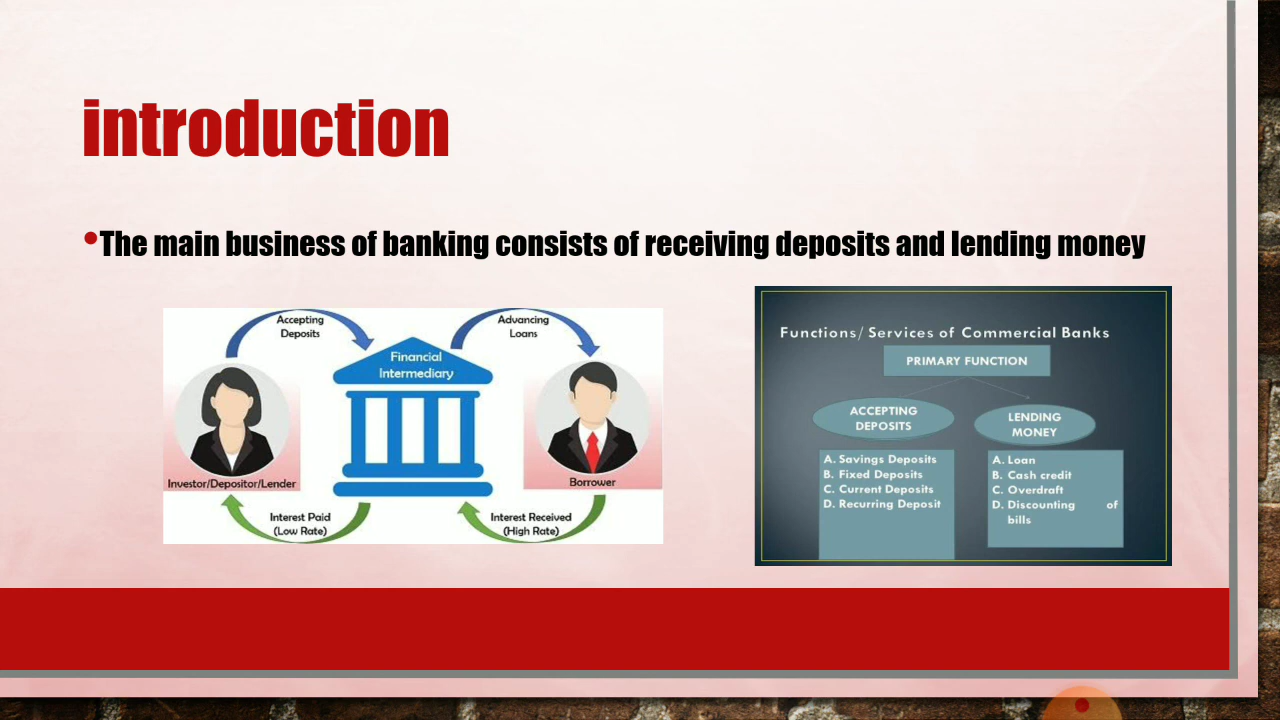 introduction
•The main business of banking consists of receiving deposits and lending money
Accepting
Deposits
Advancing
Loans
Financial
Intermediary
Investor/Depositor/Lender
Borrower
Interest Paid
(Low Rate)
Interest Received
(High Rate)
Functions/ Services of Commercial Banks
PRIMARY FUNCTION
ACCEPTING
DEPOSITS
LENDING
MONEY
A. Savings Deposits
B. Fixed Deposits
C. Current Deposits
D. Recurring Deposit
A. Loan
B. Cash credit
C. Overdraft
D. Discounting of
bills